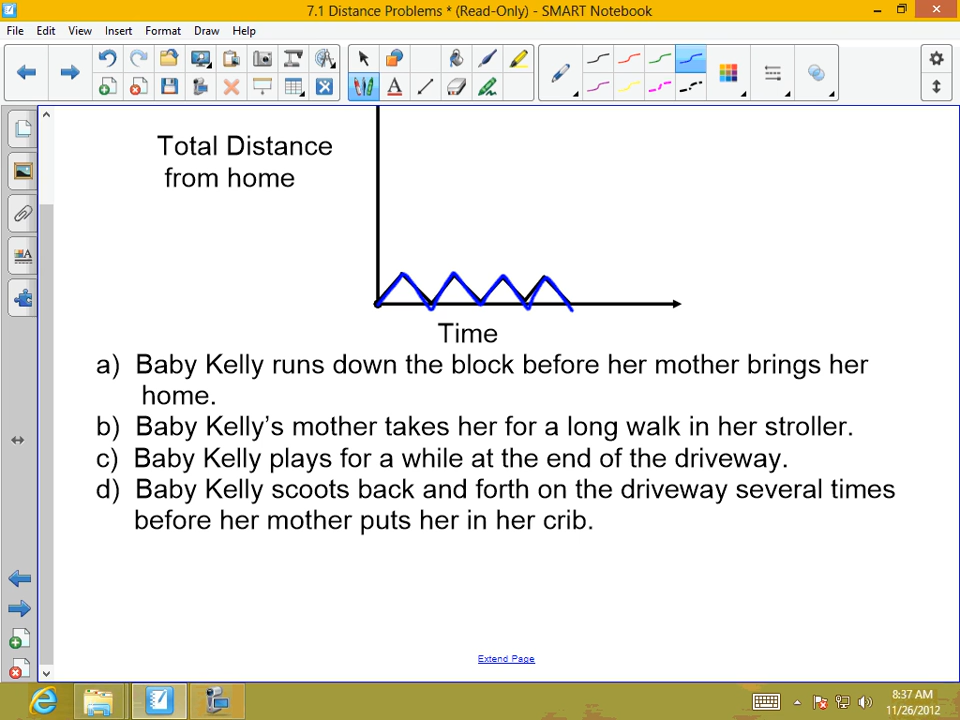 7.1 Distance Problems * (Read-Only) - SMART Notebook
File Edit View Insert Format Draw Help
Total Distance
from home
Time
a) Baby Kelly runs down the block before her mother brings her
home.
b) Baby Kelly’s mother takes her for a long walk in her stroller.
c) Baby Kelly plays for a while at the end of the driveway.
d) Baby Kelly scoots back and forth on the driveway several times
before her mother puts her in her crib.
Extend Page
8:37 AM
11/26/2012